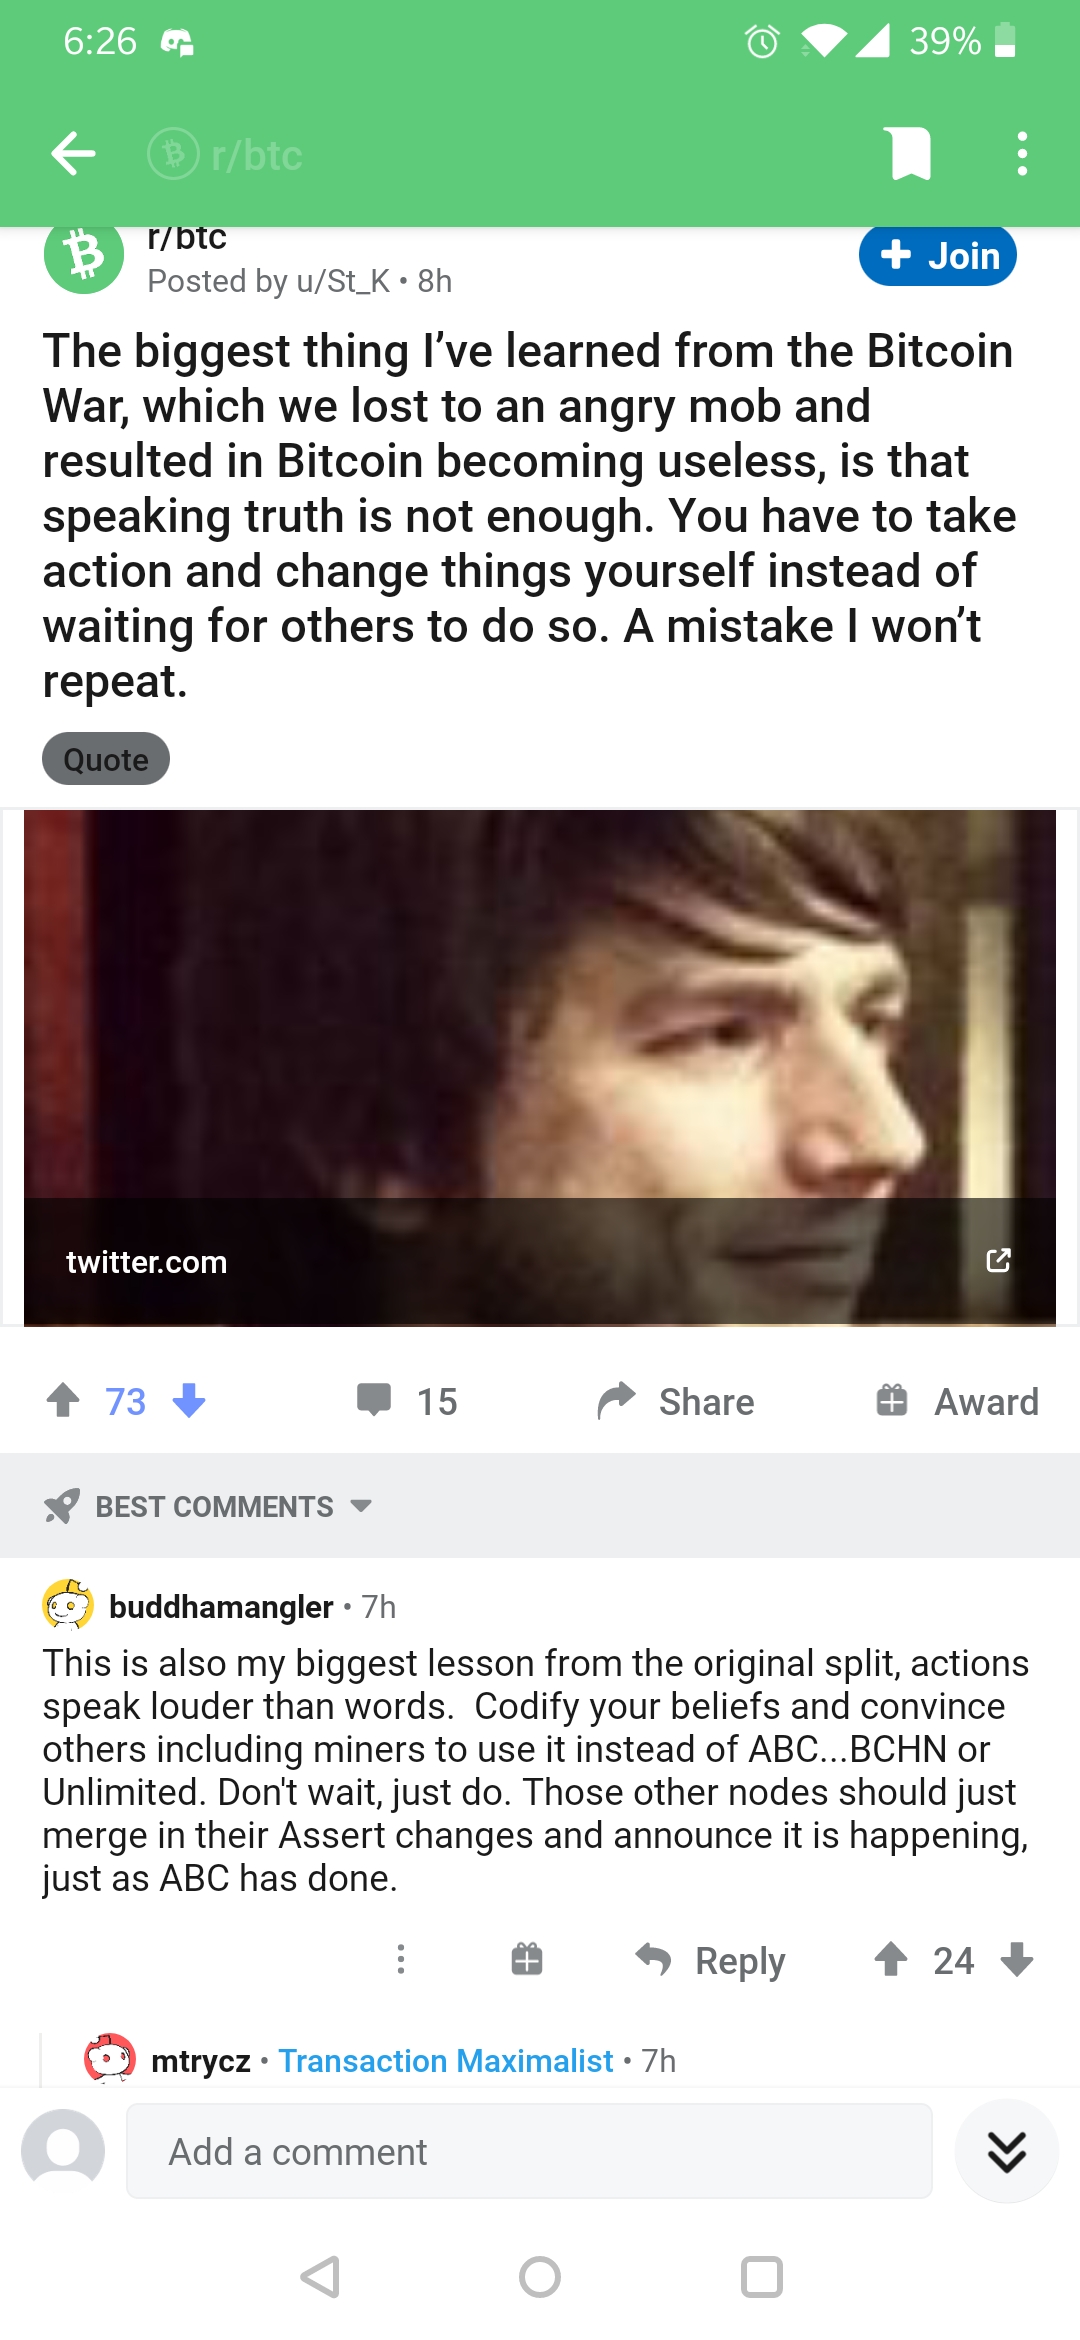 6:26
39%
r/btc
r/btc
Posted by u/St_K • 8h
+ Join
The biggest thing I’ve learned from the Bitcoin
War, which we lost to an angry mob and
resulted in Bitcoin becoming useless, is that
speaking truth is not enough. You have to take
action and change things yourself instead of
waiting for others to do so. A mistake I won’t
repeat.
Quote
twitter.com
73
15
Share
Award
BEST COMMENTS
buddhamangler • 7h
This is also my biggest lesson from the original split, actions
speak louder than words.  Codify your beliefs and convince
others including miners to use it instead of ABC...BCHN or
Unlimited. Don't wait, just do. Those other nodes should just
merge in their Assert changes and announce it is happening,
just as ABC has done.
Reply
24
mtrycz • Transaction Maximalist • 7h
Add a comment